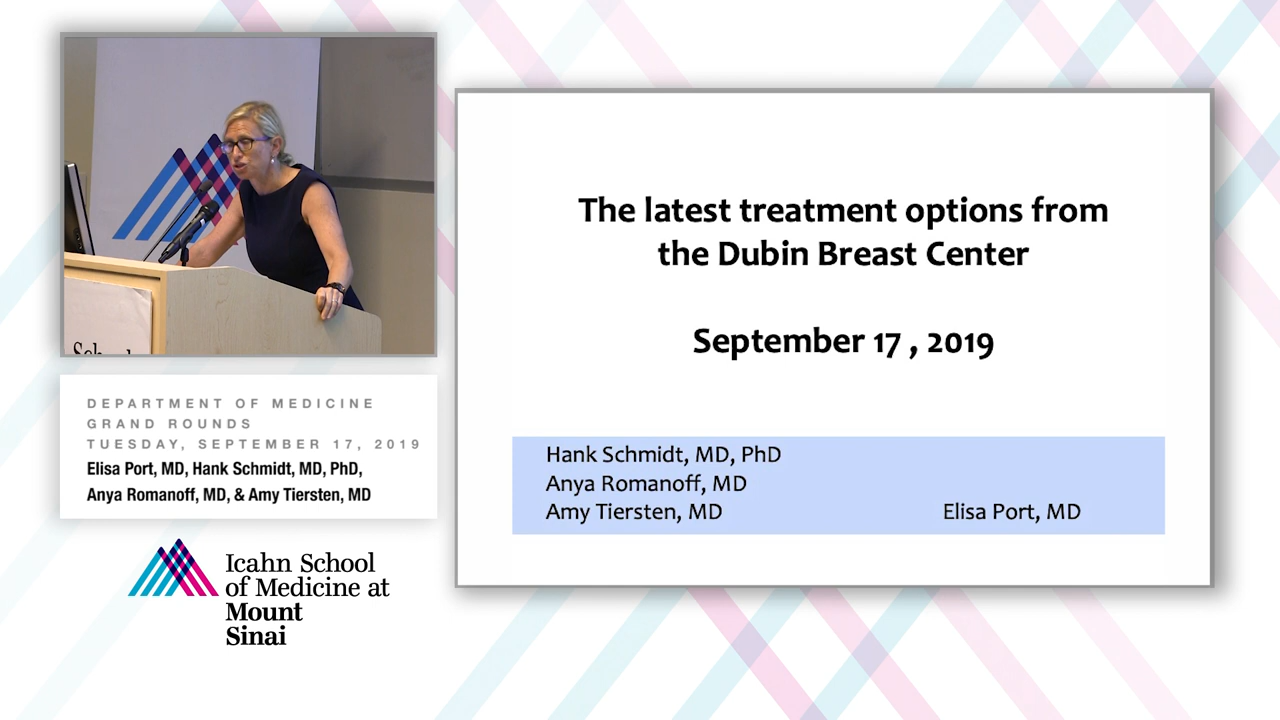 School
DEPARTMENT OF MEDICINE
GRAND ROUNDS
TUESDAY, SEPTEMBER 17, 2019
Elisa Port, MD, Hank Schmidt, MD, PhD,
Anya Romanoff, MD, & Amy Tiersten, MD
Icahn School
of Medicine at
Mount
Sinai
The latest treatment options from
the Dubin Breast Center
September 17 , 2019
Hank Schmidt, MD, PhD
Anya Romanoff, MD
Amy Tiersten, MD
Elisa Port, MD